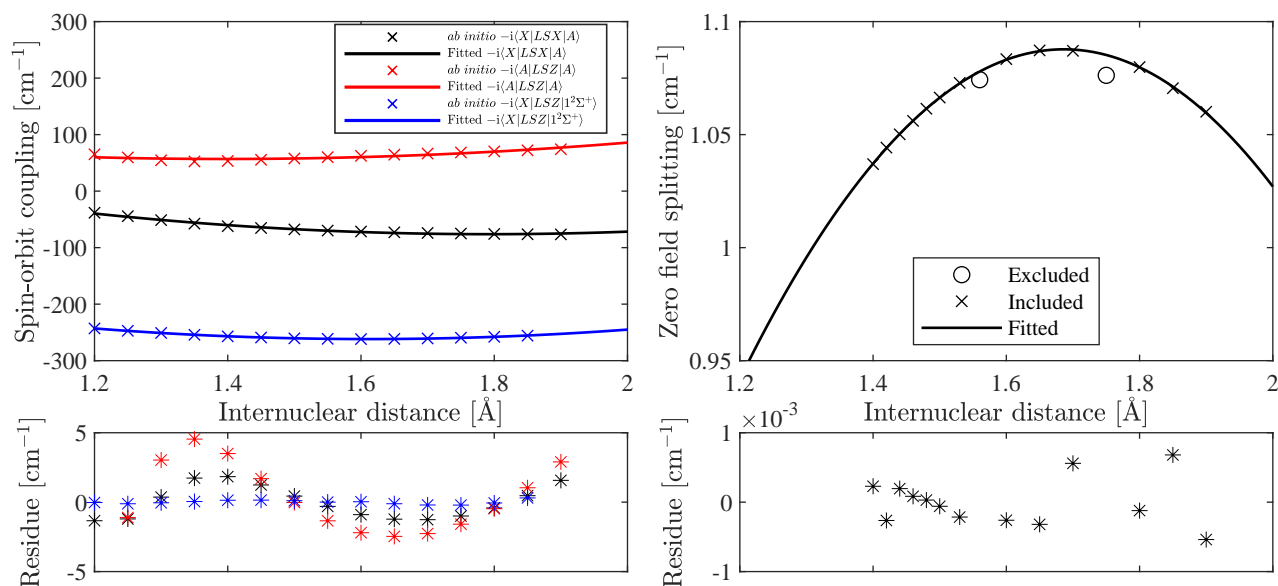 300
200
100
0
-100
-200
-300
Spin-orbit coupling [cm⁻¹]
ab initio −i⟨X|LSX|A⟩
Fitted −i⟨X|LSX|A⟩
ab initio −i⟨A|LSZ|A⟩
Fitted −i⟨A|LSZ|A⟩
ab initio −i⟨X|LSZ|1²Σ⁺⟩
Fitted −i⟨X|LSZ|1²Σ⁺⟩
1.2 1.4 1.6 1.8 2
Internuclear distance [Å]
1.1
1.05
1
0.95
Zero field splitting [cm⁻¹]
Excluded
Included
Fitted
1.2 1.4 1.6 1.8 2
Internuclear distance [Å]
5
0
-5
Residue [cm⁻¹]
×10⁻³
1
0
-1
Residue [cm⁻¹]